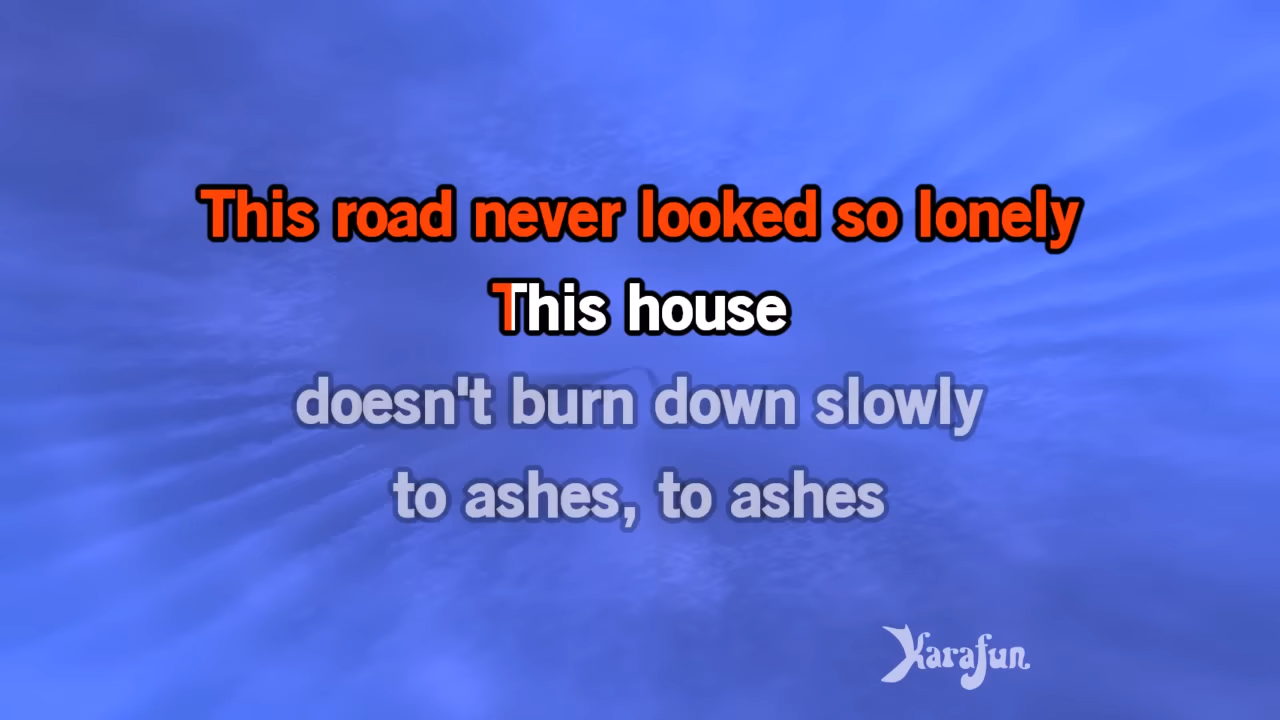 This road never looked so lonely
This house
doesn't burn down slowly
to ashes, to ashes
Karafun